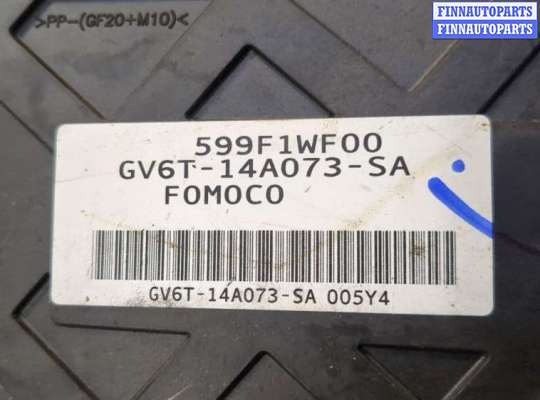 >PP-(GF20+M10)<
FINNAUTOPARTS
FINNAUTOPARTS
599F1WF00
GV6T-14A073-SA
FOMOCO
GV6T-14A073-SA 005Y4